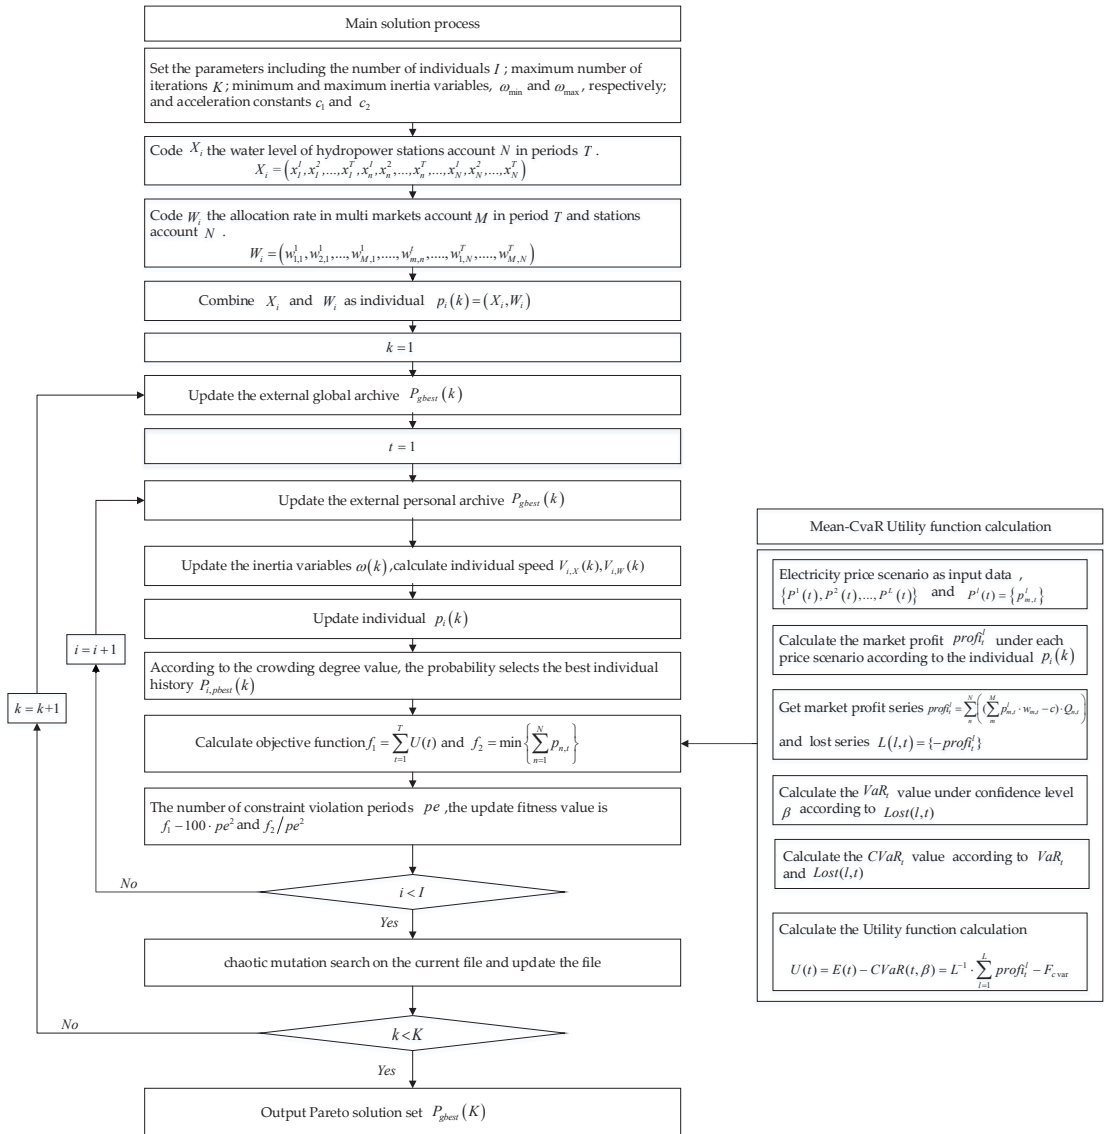 Main solution process
Set the parameters including the number of individuals I ; maximum number of
iterations K ; minimum and maximum inertia variables, ω_min and ω_max, respectively;
and acceleration constants c_1 and c_2
Code X_i the water level of hydropower stations account N in periods T .
X_i = (x_1^1, x_1^2, ..., x_1^T, x_n^1, x_n^2, ..., x_n^T, ..., x_N^1, x_N^2, ..., x_N^T)
Code W_i the allocation rate in multi markets account M in period T and stations
account N .
W_i = (w_{1,1}^1, w_{2,1}^1, ..., w_{M,1}^1, ...., w_{m,n}^t, ...., w_{1,N}^T, ...., w_{M,N}^T)
Combine X_i and W_i as individual p_i(k) = (X_i, W_i)
k = 1
Update the external global archive P_gbest(k)
t = 1
Update the external personal archive P_gbest(k)
Update the inertia variables ω(k),calculate individual speed V_{i,X}(k), V_{i,W}(k)
Update individual p_i(k)
i = i + 1
According to the crowding degree value, the probability selects the best individual
history P_{i,pbest}(k)
k = k+1
Calculate objective function f_1 = ∑_{t=1}^{T} U(t) and f_2 = min{∑_{n=1}^{N} p_{n,t}}
The number of constraint violation periods pe ,the update fitness value is
f_1 − 100 · pe^2 and f_2/pe^2
No
i < I
Yes
chaotic mutation search on the current file and update the file
No
k < K
Yes
Output Pareto solution set P_gbest(K)
Mean-CvaR Utility function calculation
Electricity price scenario as input data ,
{P^1(t), P^2(t), ..., P^L(t)} and P^l(t) = {p_{m,t}^l}
Calculate the market profit profit_t^l under each
price scenario according to the individual p_i(k)
Get market profit series profit_t^l = ∑_n^N ((∑_m^M p_{m,t}^l · w_{m,t} − c) · Q_{n,t})
and lost series L(l,t) = {−profit_t^l}
Calculate the VaR_t value under confidence level
β according to Lost(l,t)
Calculate the CVaR_t value according to VaR_t
and Lost(l,t)
Calculate the Utility function calculation
U(t) = E(t) − CVaR(t, β) = L^{-1} · ∑_{l=1}^{L} profit_t^l − F_{cvar}